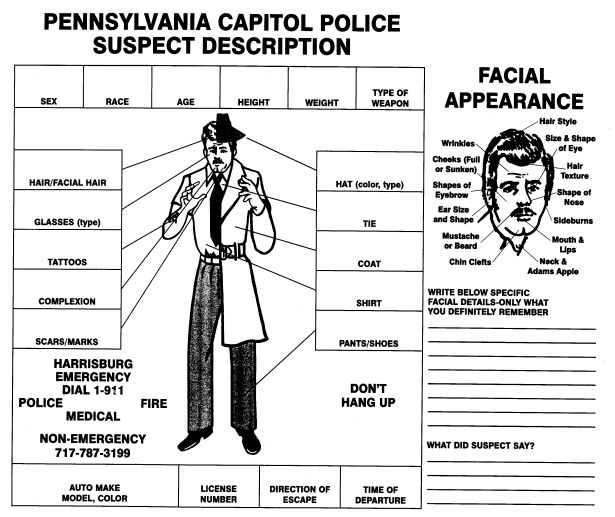 PENNSYLVANIA CAPITOL POLICE
SUSPECT DESCRIPTION
SEX
RACE
AGE
HEIGHT
WEIGHT
TYPE OF
WEAPON
HAIR/FACIAL HAIR
GLASSES (type)
TATTOOS
COMPLEXION
SCARS/MARKS
HAT (color, type)
TIE
COAT
SHIRT
PANTS/SHOES
HARRISBURG
EMERGENCY
DIAL 1-911
POLICE FIRE
MEDICAL
NON-EMERGENCY
717-787-3199
DON'T
HANG UP
AUTO MAKE
MODEL, COLOR
LICENSE
NUMBER
DIRECTION OF
ESCAPE
TIME OF
DEPARTURE
FACIAL
APPEARANCE
Hair Style
Wrinkles
Size & Shape
of Eye
Cheeks (Full
or Sunken)
Hair
Texture
Shapes of
Eyebrow
Shape of
Nose
Ear Size
and Shape
Sideburns
Mustache
or Beard
Mouth &
Lips
Chin Clefts
Neck &
Adams Apple
WRITE BELOW SPECIFIC
FACIAL DETAILS-ONLY WHAT
YOU DEFINITELY REMEMBER
WHAT DID SUSPECT SAY?